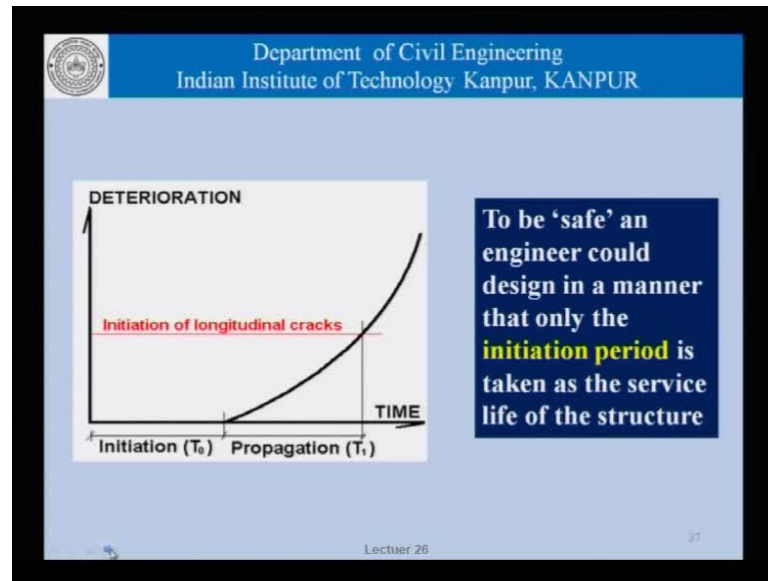 Department of Civil Engineering
Indian Institute of Technology Kanpur, KANPUR
DETERIORATION
Initiation of longitudinal cracks
TIME
Initiation (T₀) Propagation (T₁)
To be ‘safe’ an
engineer could
design in a manner
that only the
initiation period is
taken as the service
life of the structure
Lectuer 26
27